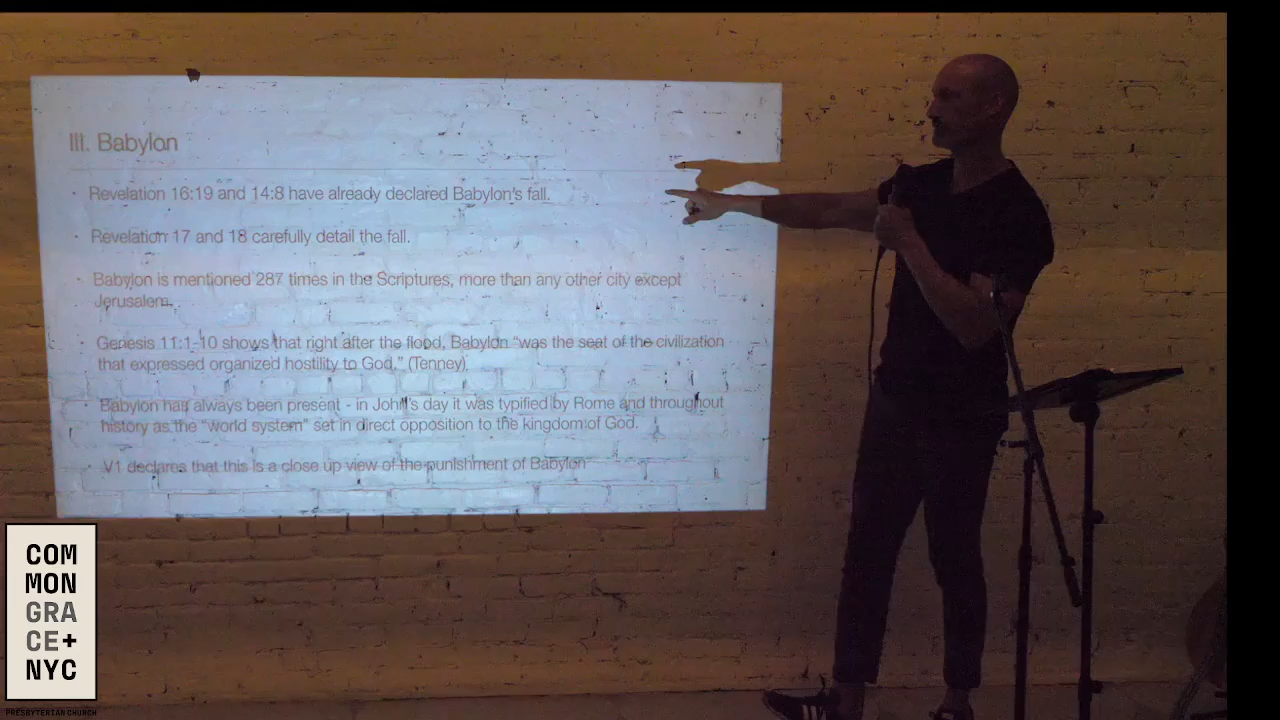 III. Babylon
· Revelation 16:19 and 14:8 have already declared Babylon's fall.
· Revelation 17 and 18 carefully detail the fall.
· Babylon is mentioned 287 times in the Scriptures, more than any other city except
Jerusalem.
· Genesis 11:1-10 shows that right after the flood, Babylon "was the seat of the civilization
that expressed organized hostility to God." (Tenney)
· Babylon has always been present - in John's day it was typified by Rome and throughout
history as the "world system" set in direct opposition to the kingdom of God.
· V1 declares that this is a close up view of the punishment of Babylon
COM
MON
GRA
CE+
NYC
PRESBYTERIAN CHURCH